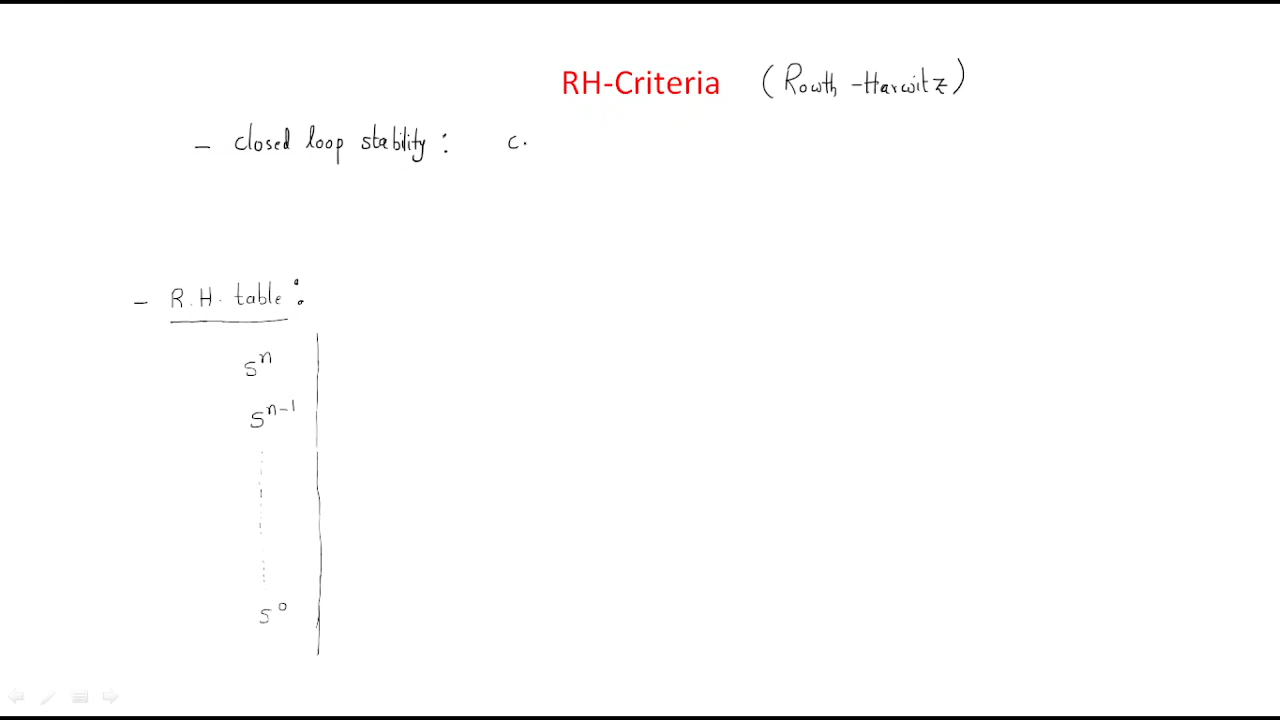 RH-Criteria (Rowth-Harwitz)
- closed loop stability : c.
- R.H. table :
s^n
s^{n-1}
s^0